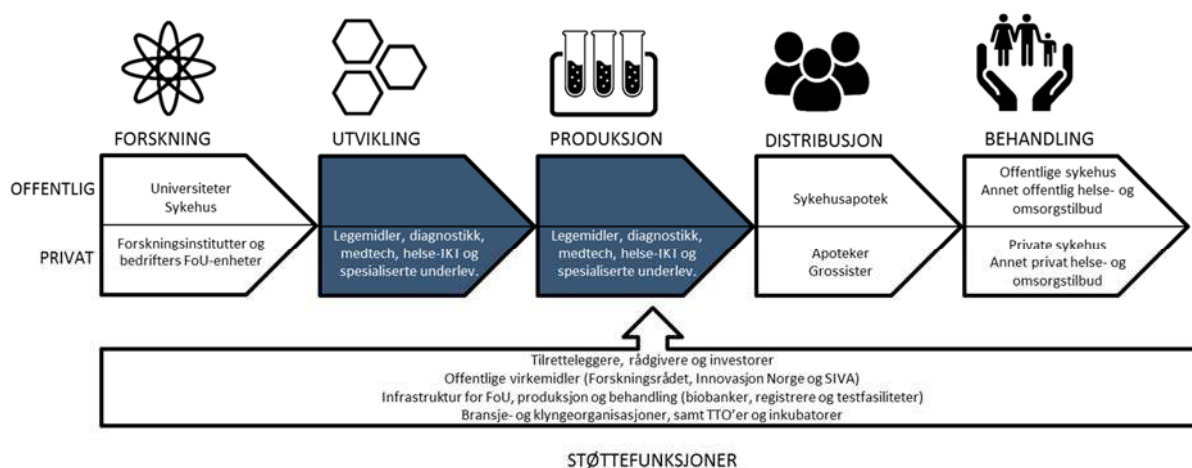 FORSKNING
UTVIKLING
PRODUKSJON
DISTRIBUSJON
BEHANDLING
OFFENTLIG
PRIVAT
Universiteter
Sykehus
Forskningsinstitutter og
bedrifters FoU-enheter
Legemidler, diagnostikk,
medtech, helse-IKT og
spesialiserte underlev.
Legemidler, diagnostikk,
medtech, helse-IKT og
spesialiserte underlev.
Sykehusapotek
Apoteker
Grossister
Offentlige sykehus
Annet offentlig helse- og
omsorgstilbud
Private sykehus
Annet privat helse- og
omsorgstilbud
Tilretteleggere, rådgivere og investorer
Offentlige virkemidler (Forskningsrådet, Innovasjon Norge og SIVA)
Infrastruktur for FoU, produksjon og behandling (biobanker, registrere og testfasiliteter)
Bransje- og klyngeorganisasjoner, samt TTO'er og inkubatorer
STØTTEFUNKSJONER